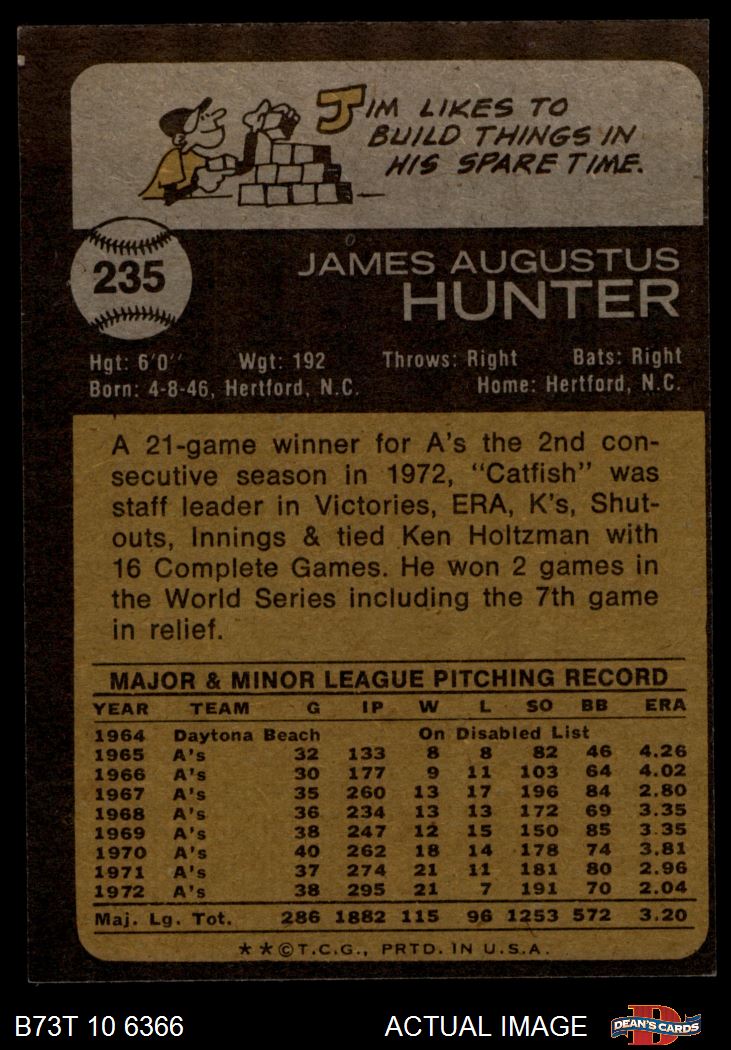 JIM LIKES TO
BUILD THINGS IN
HIS SPARE TIME.
235
JAMES AUGUSTUS
HUNTER
Hgt: 6'0" Wgt: 192 Throws: Right Bats: Right
Born: 4-8-46, Hertford, N.C. Home: Hertford, N.C.
A 21-game winner for A's the 2nd con-
secutive season in 1972, "Catfish" was
staff leader in Victories, ERA, K's, Shut-
outs, Innings & tied Ken Holtzman with
16 Complete Games. He won 2 games in
the World Series including the 7th game
in relief.
MAJOR & MINOR LEAGUE PITCHING RECORD
YEAR TEAM G IP W L SO BB ERA
1964 Daytona Beach On Disabled List
1965 A's 32 133 8 8 82 46 4.26
1966 A's 30 177 9 11 103 64 4.02
1967 A's 35 260 13 17 196 84 2.80
1968 A's 36 234 13 13 172 69 3.35
1969 A's 38 247 12 15 150 85 3.35
1970 A's 40 262 18 14 178 74 3.81
1971 A's 37 274 21 11 181 80 2.96
1972 A's 38 295 21 7 191 70 2.04
Maj. Lg. Tot. 286 1882 115 96 1253 572 3.20
**©T.C.G., PRTD. IN U.S.A.
B73T 10 6366 ACTUAL IMAGE DEAN'S CARDS